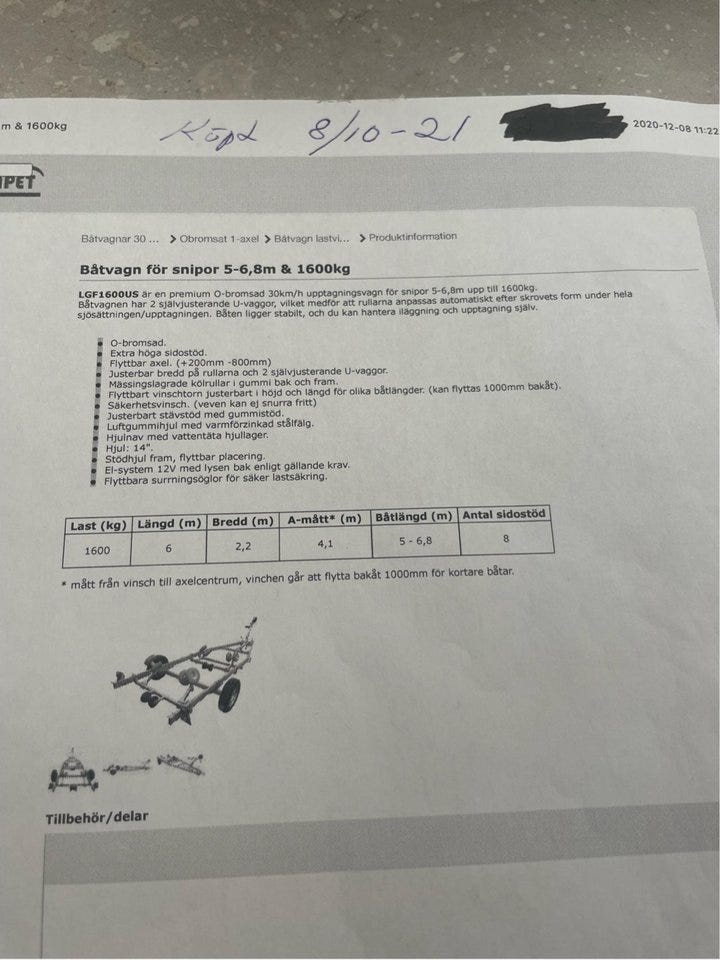 m & 1600kg
Köpt 8/10-21
2020-12-08 11:22
IPET
Båtvagnar 30 ... > Obromsat 1-axel > Båtvagn lastvi... > Produktinformation
Båtvagn för snipor 5-6,8m & 1600kg
LGF1600US är en premium O-bromsad 30km/h upptagningsvagn för snipor 5-6,8m upp till 1600kg.
Båtvagnen har 2 självjusterande U-vaggor, vilket medför att rullarna anpassas automatiskt efter skrovets form under hela
sjösättningen/upptagningen. Båten ligger stabilt, och du kan hantera iläggning och upptagning själv.
O-bromsad.
Extra höga sidostöd.
Flyttbar axel. (+200mm -800mm)
Justerbar bredd på rullarna och 2 självjusterande U-vaggor.
Mässingslagrade kölrullar i gummi bak och fram.
Flyttbart vinschtorn justerbart i höjd och längd för olika båtlängder. (kan flyttas 1000mm bakåt).
Säkerhetsvinsch. (veven kan ej snurra fritt)
Justerbart stävstöd med gummistöd.
Luftgummihjul med varmförzinkad stålfälg.
Hjulnav med vattentäta hjullager.
Hjul: 14".
Stödhjul fram, flyttbar placering.
El-system 12V med lysen bak enligt gällande krav.
Flyttbara surrningsöglor för säker lastsäkring.
Last (kg) Längd (m) Bredd (m) A-mått* (m) Båtlängd (m) Antal sidostöd
1600 6 2,2 4,1 5 - 6,8 8
* mått från vinsch till axelcentrum, vinchen går att flytta bakåt 1000mm för kortare båtar.
Tillbehör/delar